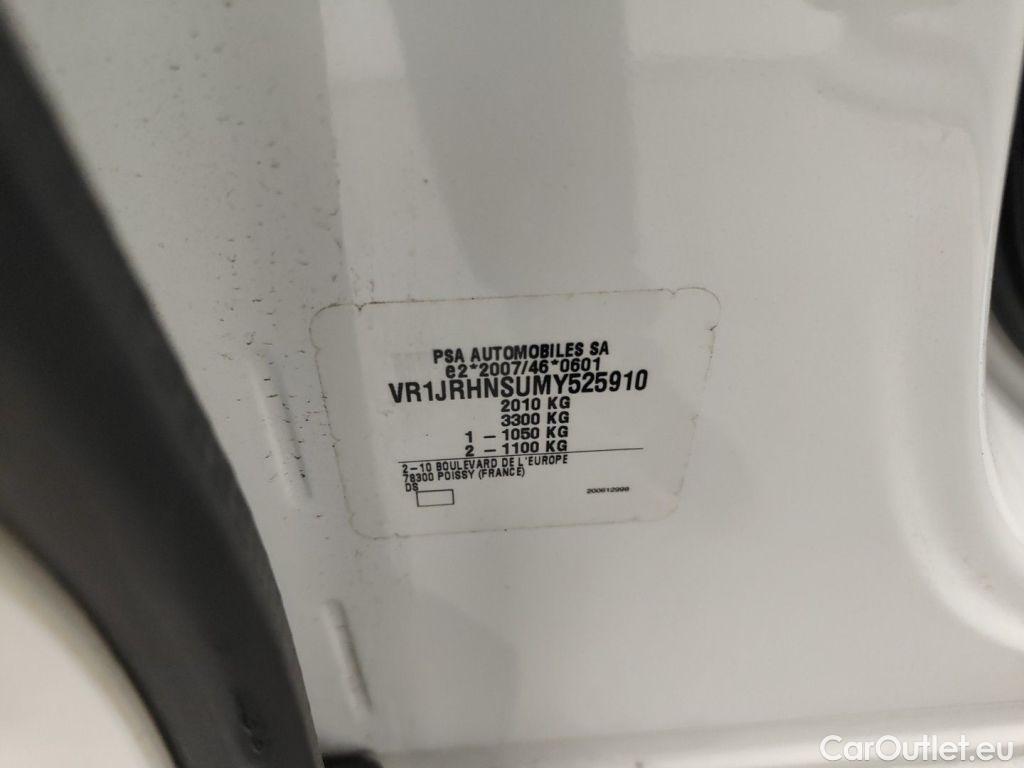 PSA AUTOMOBILES SA
e2*2007/46*0601
VR1JRHNSUMY525910
2010 KG
3300 KG
1 - 1050 KG
2 - 1100 KG
2-10 BOULEVARD DE L'EUROPE
78300 POISSY (FRANCE)
DS
200612998
CarOutlet.eu